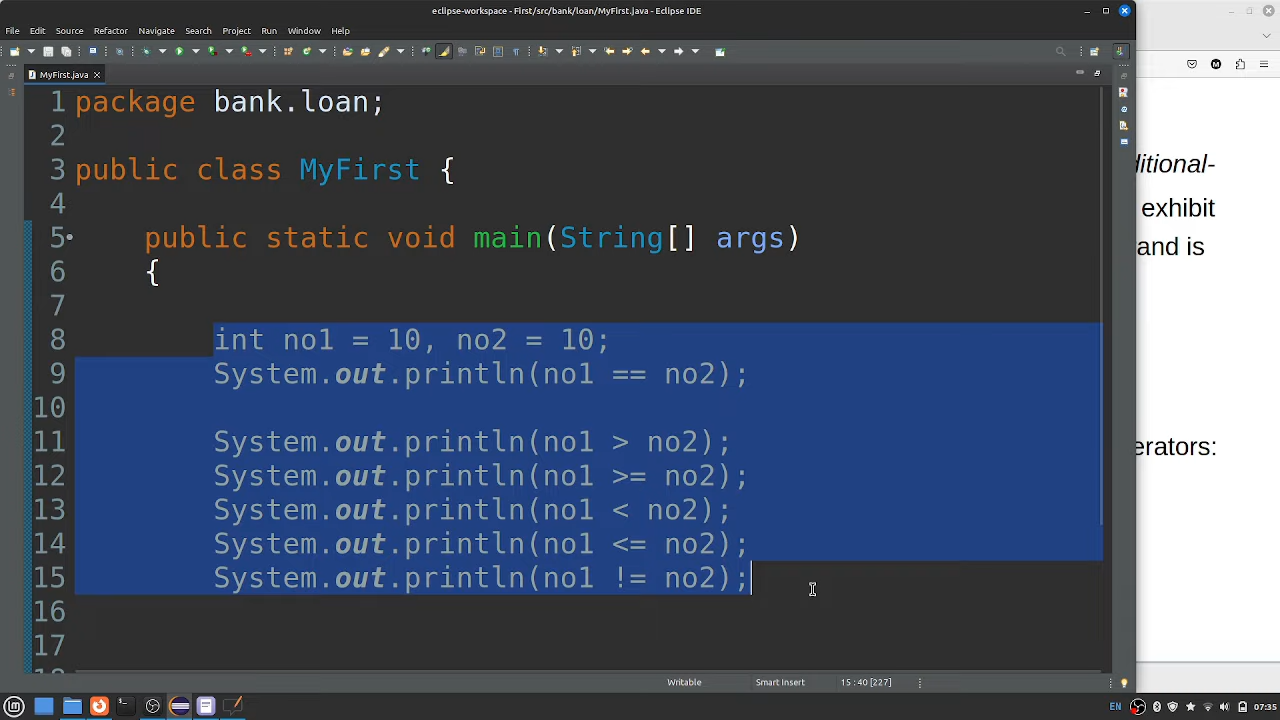 eclipse-workspace - First/src/bank/loan/MyFirst.java - Eclipse IDE
File Edit Source Refactor Navigate Search Project Run Window Help
MyFirst.java
1 package bank.loan;
2
3 public class MyFirst {
4
5 public static void main(String[] args)
6 {
7
8 int no1 = 10, no2 = 10;
9 System.out.println(no1 == no2);
10
11 System.out.println(no1 > no2);
12 System.out.println(no1 >= no2);
13 System.out.println(no1 < no2);
14 System.out.println(no1 <= no2);
15 System.out.println(no1 != no2);
16
17
ditional-
exhibit
and is
erators:
Writable Smart Insert 15 : 40 [227]
EN 07:35